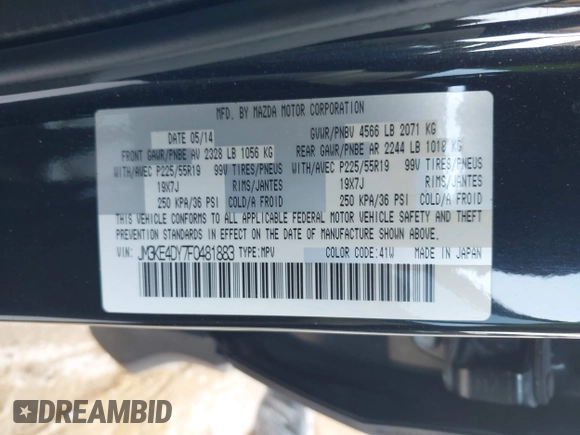 MFD. BY MAZDA MOTOR CORPORATION
DATE 05/14 GVWR/PNBV 4566 LB 2071 KG
FRONT GAWR/PNBE AV 2328 LB 1056 KG REAR GAWR/PNBE AR 2244 LB 1018 KG
WITH/AVEC P225/55R19 99V TIRES/PNEUS WITH/AVEC P225/55R19 99V TIRES/PNEUS
19X7J RIMS/JANTES 19X7J RIMS/JANTES
250 KPA/36 PSI COLD/A FROID 250 KPA/36 PSI COLD/A FROID
THIS VEHICLE CONFORMS TO ALL APPLICABLE FEDERAL MOTOR VEHICLE SAFETY AND THEFT
PREVENTION STANDARDS IN EFFECT ON THE DATE OF MANUFACTURE SHOWN ABOVE.
VIN: JM3KE4DY7F0481883 TYPE: MPV COLOR CODE: 41W MADE IN JAPAN
DREAMBID